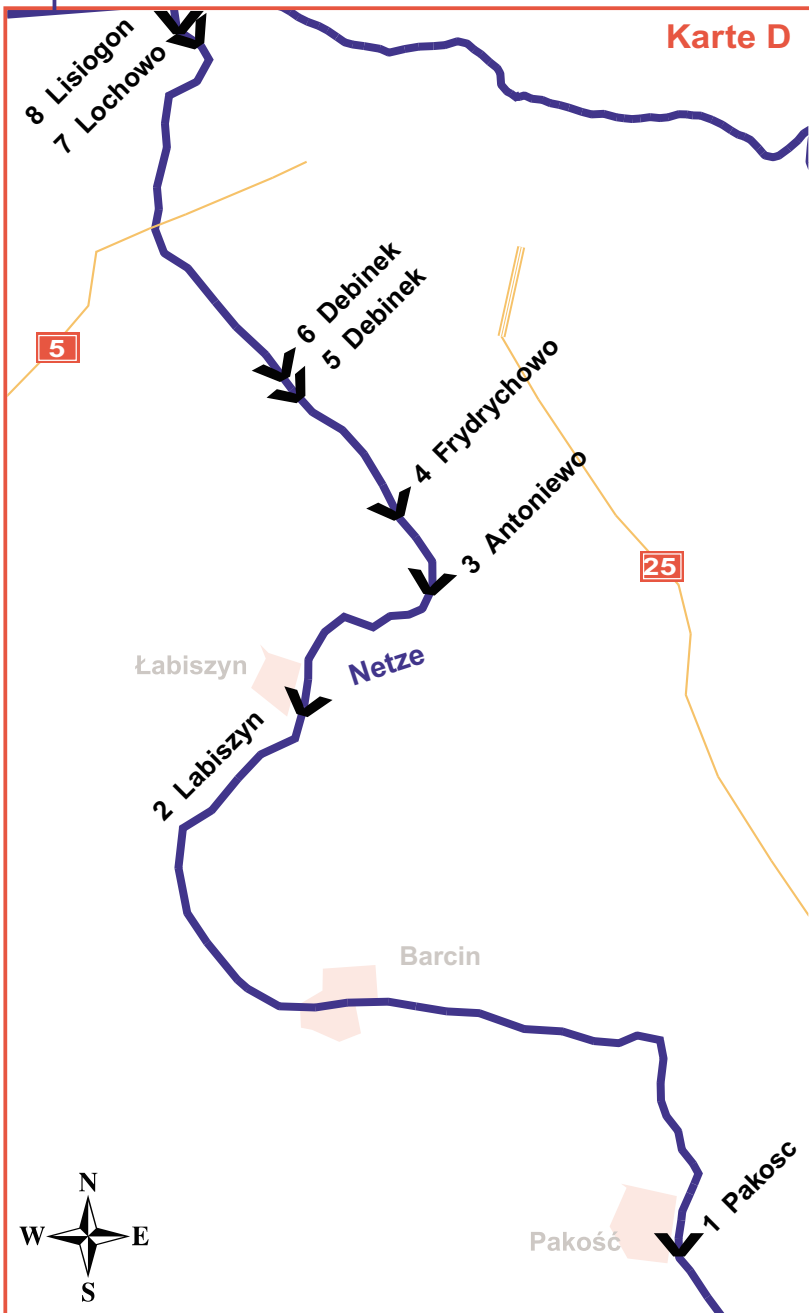 Karte D
8 Lisiogon
7 Lochowo
6 Debinek
5 Debinek
5
4 Frydrychowo
3 Antoniewo
25
Łabiszyn
Netze
2 Labiszyn
Barcin
1 Pakosc
Pakość
N
W E
S